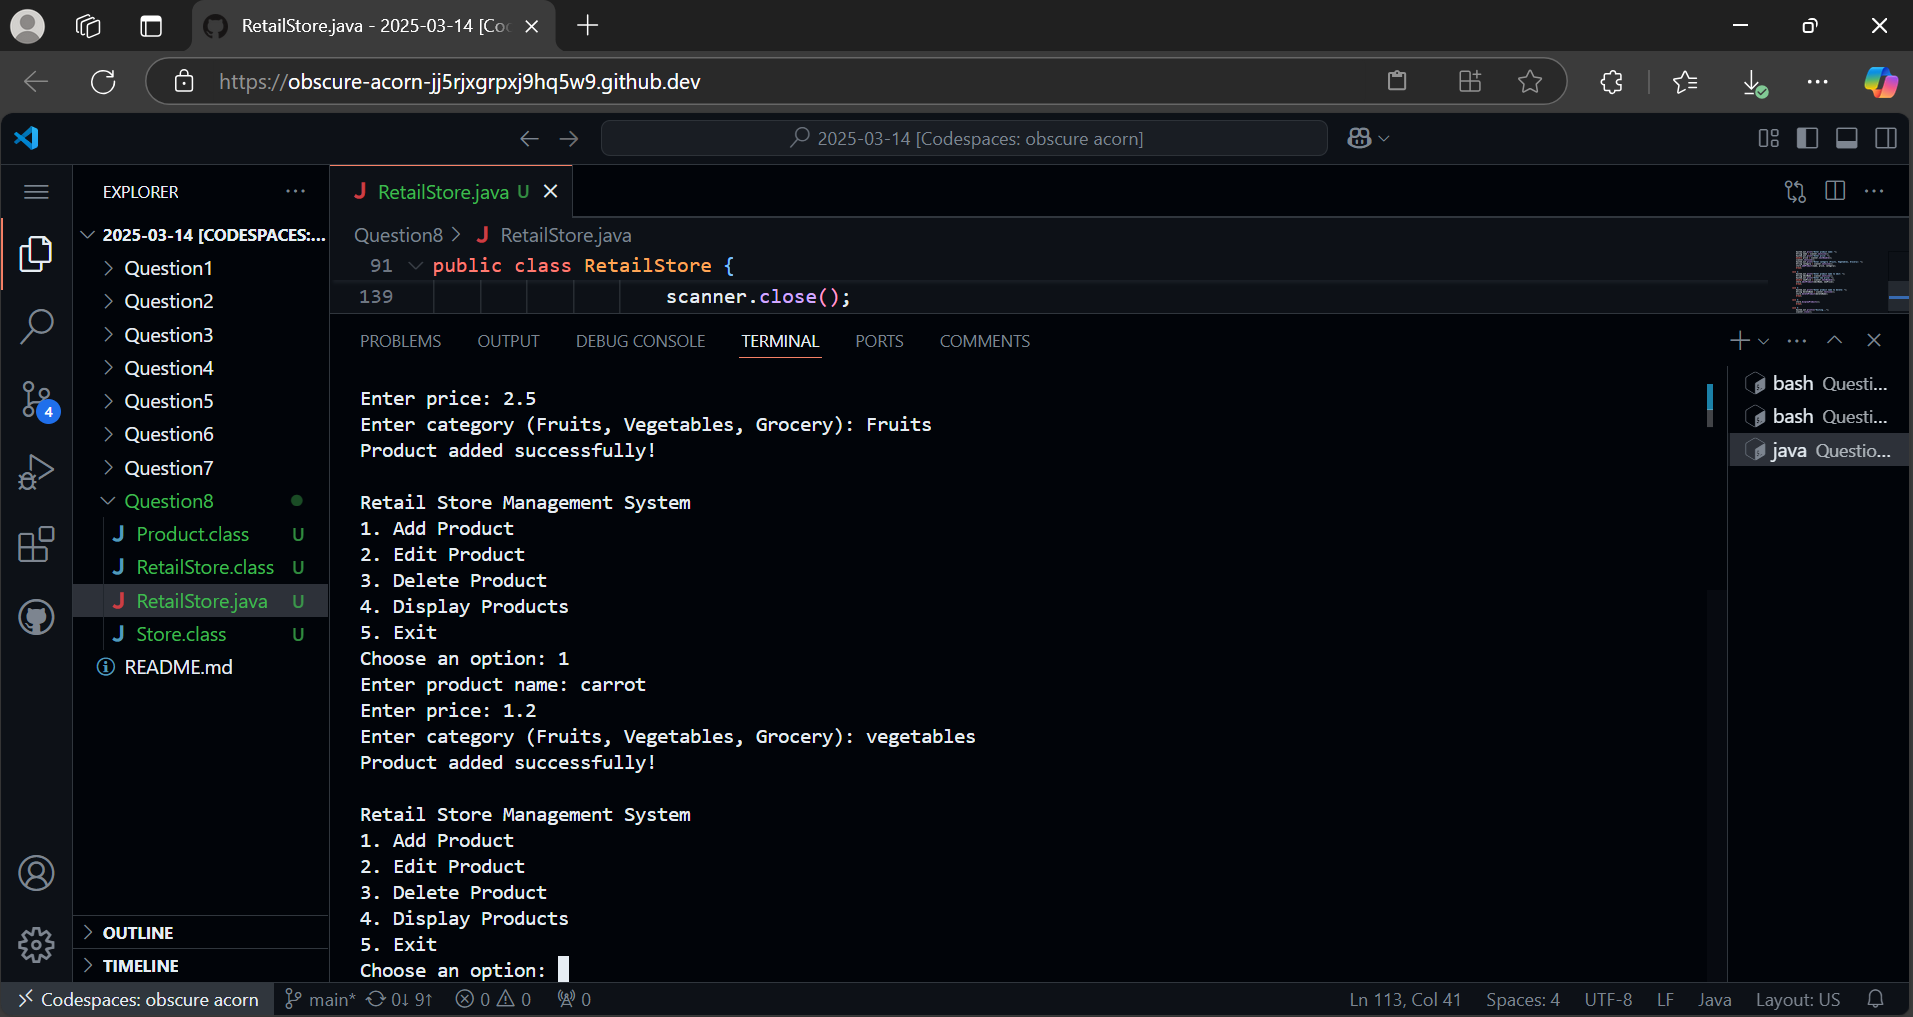 RetailStore.java - 2025-03-14 [Co
https://obscure-acorn-jj5rjxgrpxj9hq5w9.github.dev
2025-03-14 [Codespaces: obscure acorn]
EXPLORER
2025-03-14 [CODESPACES:...
Question1
Question2
Question3
Question4
4
Question5
Question6
Question7
Question8
Product.class U
RetailStore.class U
RetailStore.java U
Store.class U
README.md
OUTLINE
TIMELINE
RetailStore.java U
Question8 > RetailStore.java
91 public class RetailStore {
139 scanner.close();
PROBLEMS OUTPUT DEBUG CONSOLE TERMINAL PORTS COMMENTS
Enter price: 2.5
Enter category (Fruits, Vegetables, Grocery): Fruits
Product added successfully!
Retail Store Management System
1. Add Product
2. Edit Product
3. Delete Product
4. Display Products
5. Exit
Choose an option: 1
Enter product name: carrot
Enter price: 1.2
Enter category (Fruits, Vegetables, Grocery): vegetables
Product added successfully!
Retail Store Management System
1. Add Product
2. Edit Product
3. Delete Product
4. Display Products
5. Exit
Choose an option:
bash Questi...
bash Questi...
java Questio...
Codespaces: obscure acorn main* 0↓ 9↑ 0 0 0 Ln 113, Col 41 Spaces: 4 UTF-8 LF Java Layout: US